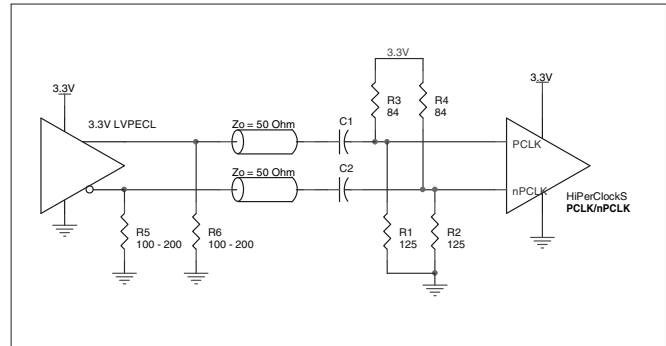 3.3V
3.3V LVPECL
R5
100 - 200
R6
100 - 200
Zo = 50 Ohm
Zo = 50 Ohm
C1
C2
3.3V
R3
84
R4
84
R1
125
R2
125
3.3V
PCLK
nPCLK
HiPerClockS
PCLK/nPCLK